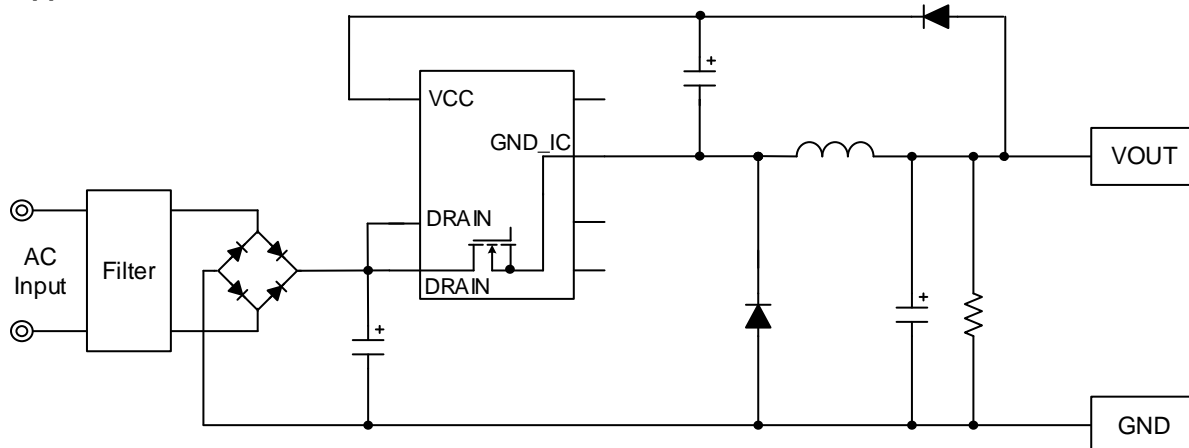 VCC
GND_IC
VOUT
DRAIN
AC
Input
Filter
DRAIN
GND
+
+
+